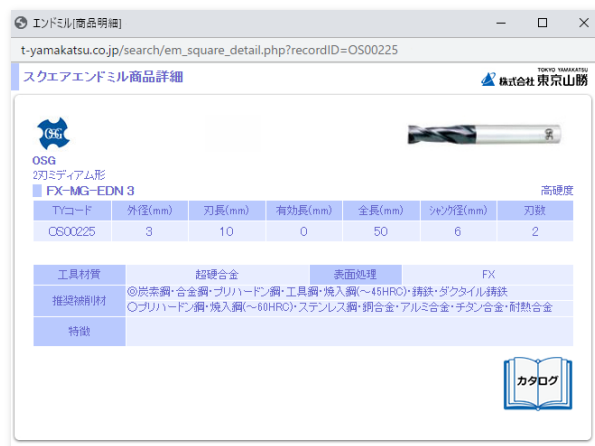 エンドミル[商品明細]
t-yamakatsu.co.jp/search/em_square_detail.php?recordID=OS00225
スクエアエンドミル商品詳細
TOKYO YAMAKATSU
株式会社 東京山勝
OSG
OSG
2刃ミディアム形
FX-MG-EDN 3
高硬度
TYコード 外径(mm) 刃長(mm) 有効長(mm) 全長(mm) シャンク径(mm) 刃数
OS00225 3 10 0 50 6 2
工具材質 超硬合金 表面処理 FX
推奨被削材
◎炭素鋼・合金鋼・プリハードン鋼・工具鋼・焼入鋼(~45HRC)・鋳鉄・ダクタイル鋳鉄
○プリハードン鋼・焼入鋼(~60HRC)・ステンレス鋼・銅合金・アルミ合金・チタン合金・耐熱合金
特徴
カタログ